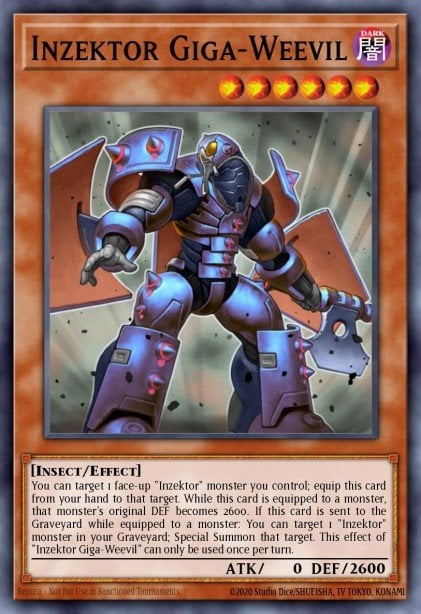 INZEKTOR GIGA-WEEVIL
DARK
闇
[INSECT/EFFECT]
You can target 1 face-up "Inzektor" monster you control; equip this
card from your hand to that target. While this card is equipped to a monster,
that monster's original DEF becomes 2600. If this card is sent to the
Graveyard while equipped to a monster: You can target 1 "Inzektor"
monster in your Graveyard; Special Summon that target. This effect of
"Inzektor Giga-Weevil" can only be used once per turn.
ATK/ 0 DEF/2600
Replica - Not For Use in Sanctioned Tournaments
©2020 Studio Dice/SHUEISHA, TV TOKYO, KONAMI